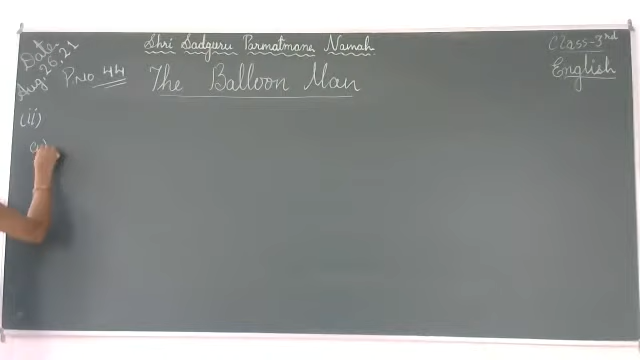 Shri Sadguru Parmatmane Namah
Class-3rd
Date
Aug. 26. 21
P.No 44
The Balloon Man
English
(ii)